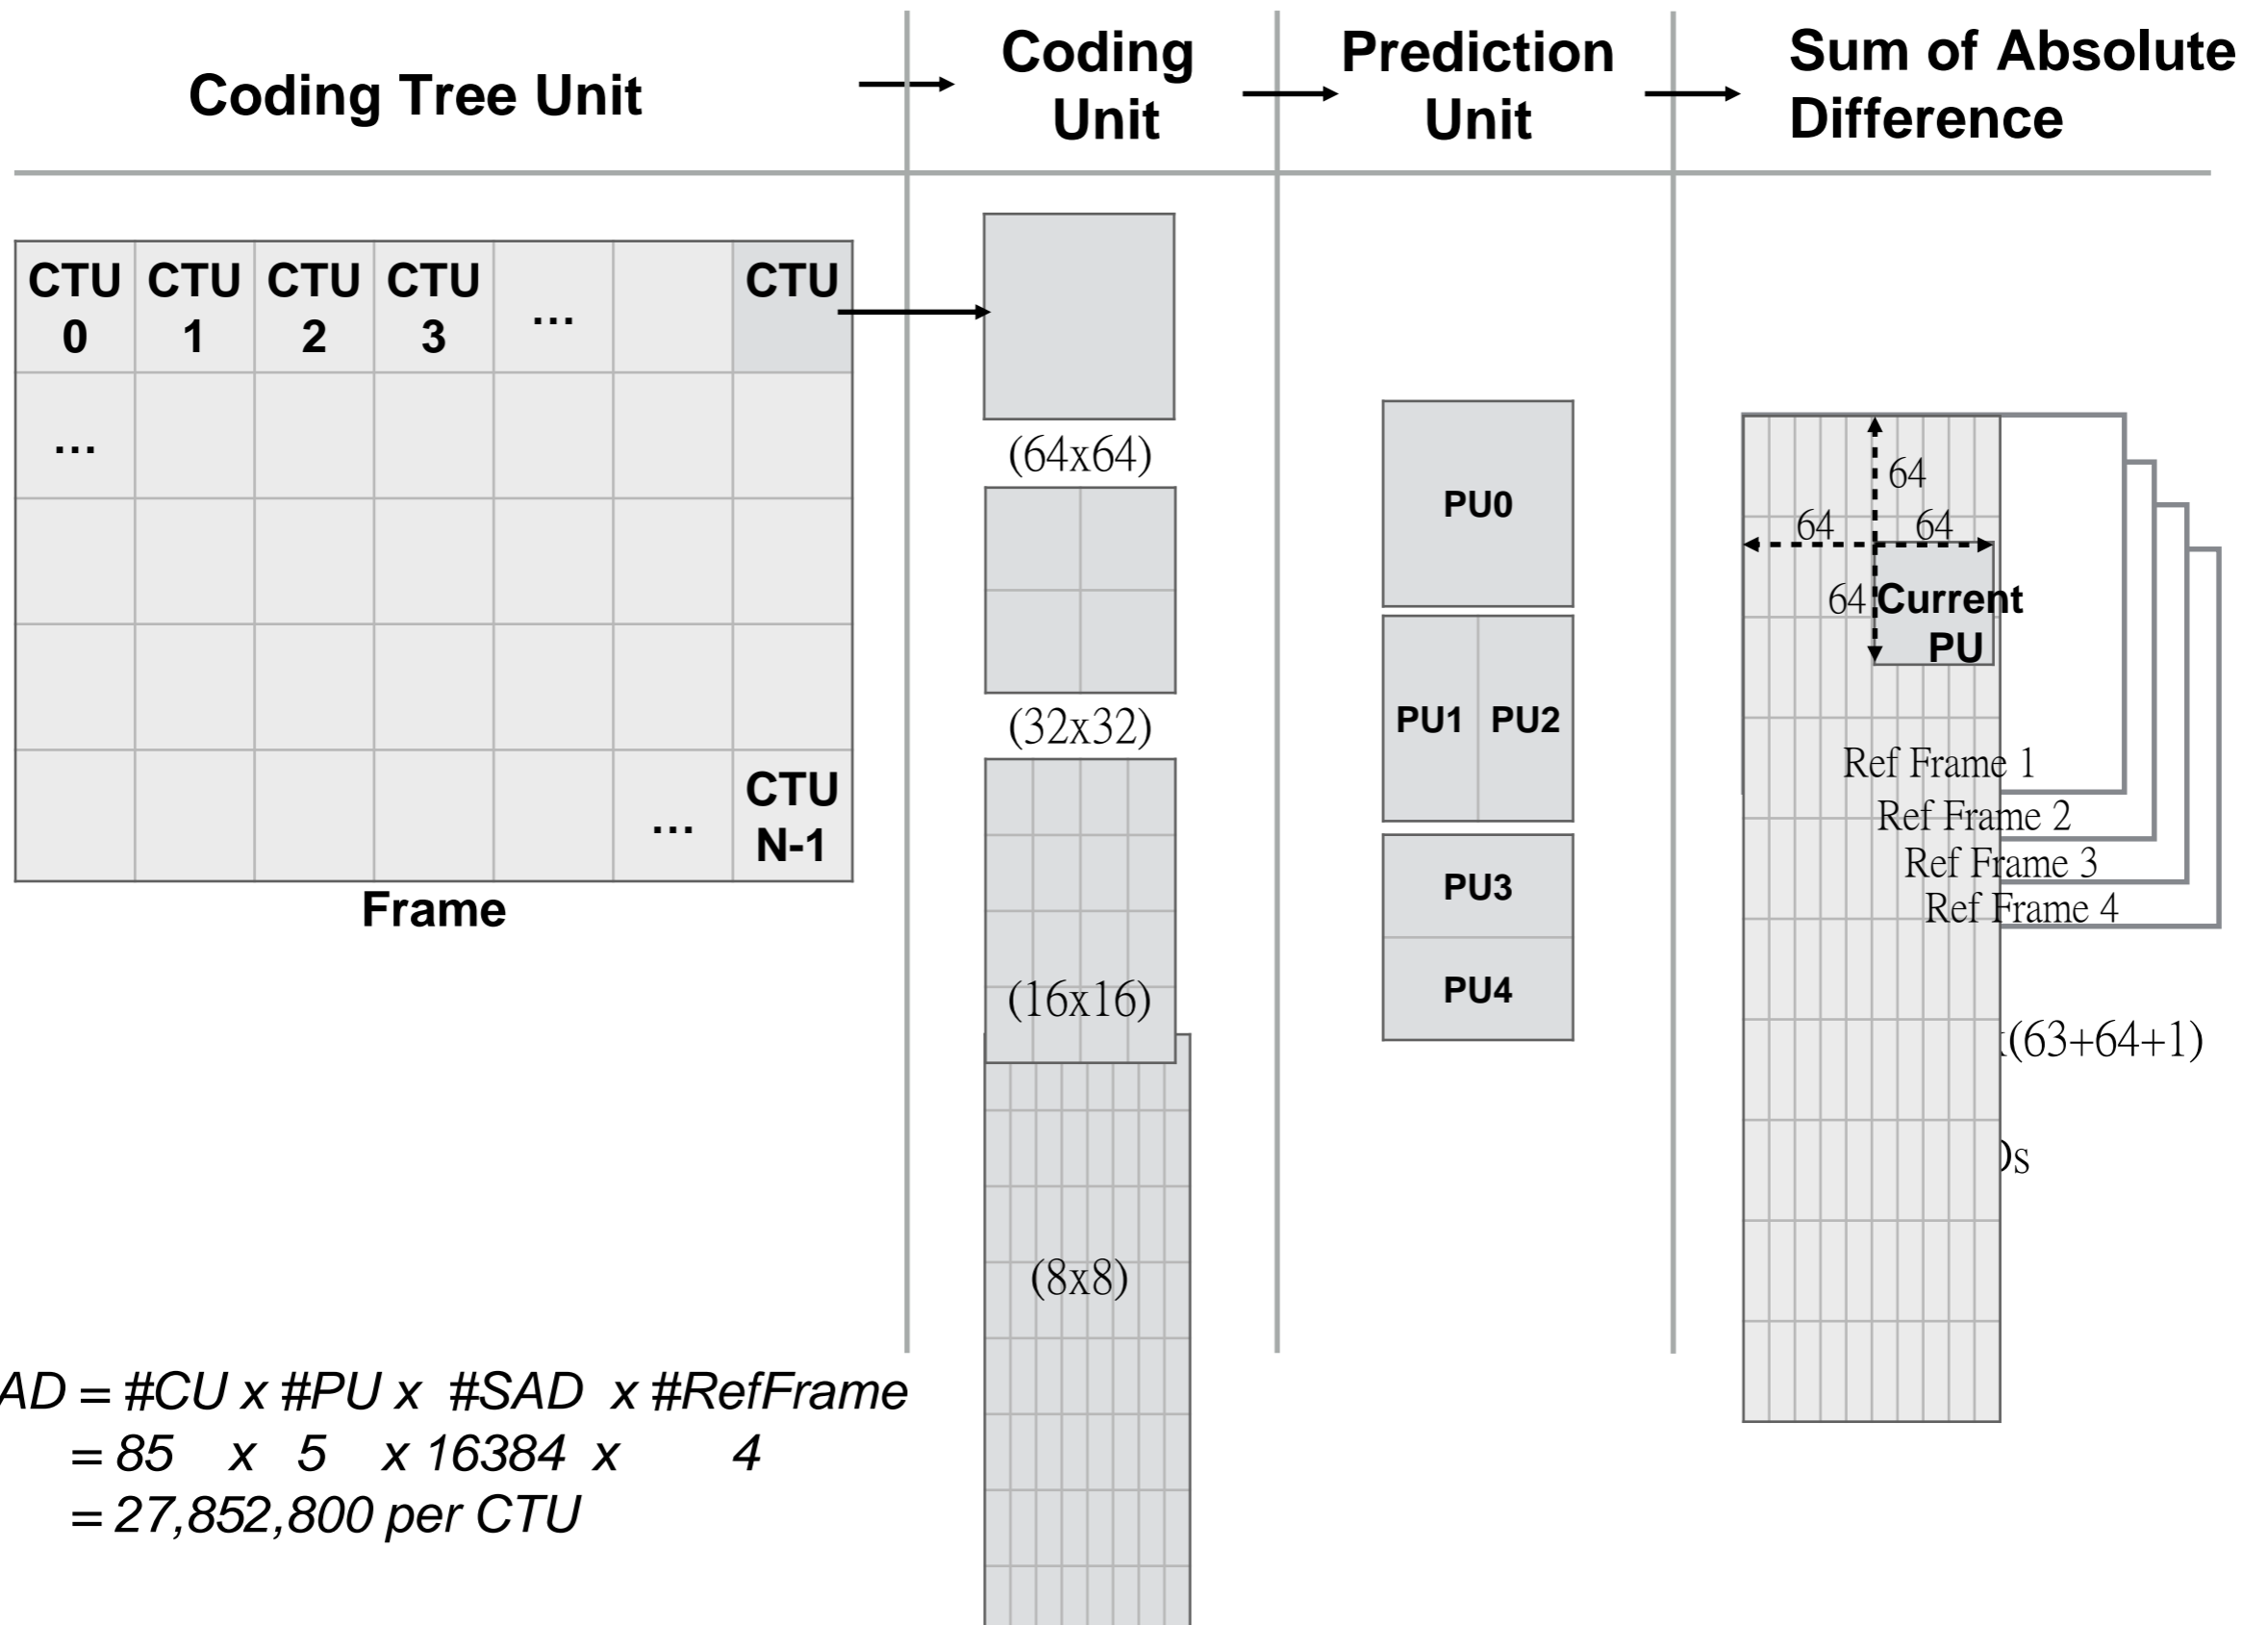 Coding Tree Unit
Coding
Unit
Prediction
Unit
Sum of Absolute
Difference
CTU
0
CTU
1
CTU
2
CTU
3
...
CTU
...
...
CTU
N-1
Frame
(64x64)
(32x32)
(16x16)
(8x8)
PU0
PU1 PU2
PU3
PU4
64
64 64
64
Current
PU
Ref Frame 1
Ref Frame 2
Ref Frame 3
Ref Frame 4
(63+64+1)
AD = #CU x #PU x #SAD x #RefFrame
= 85 x 5 x 16384 x 4
= 27,852,800 per CTU